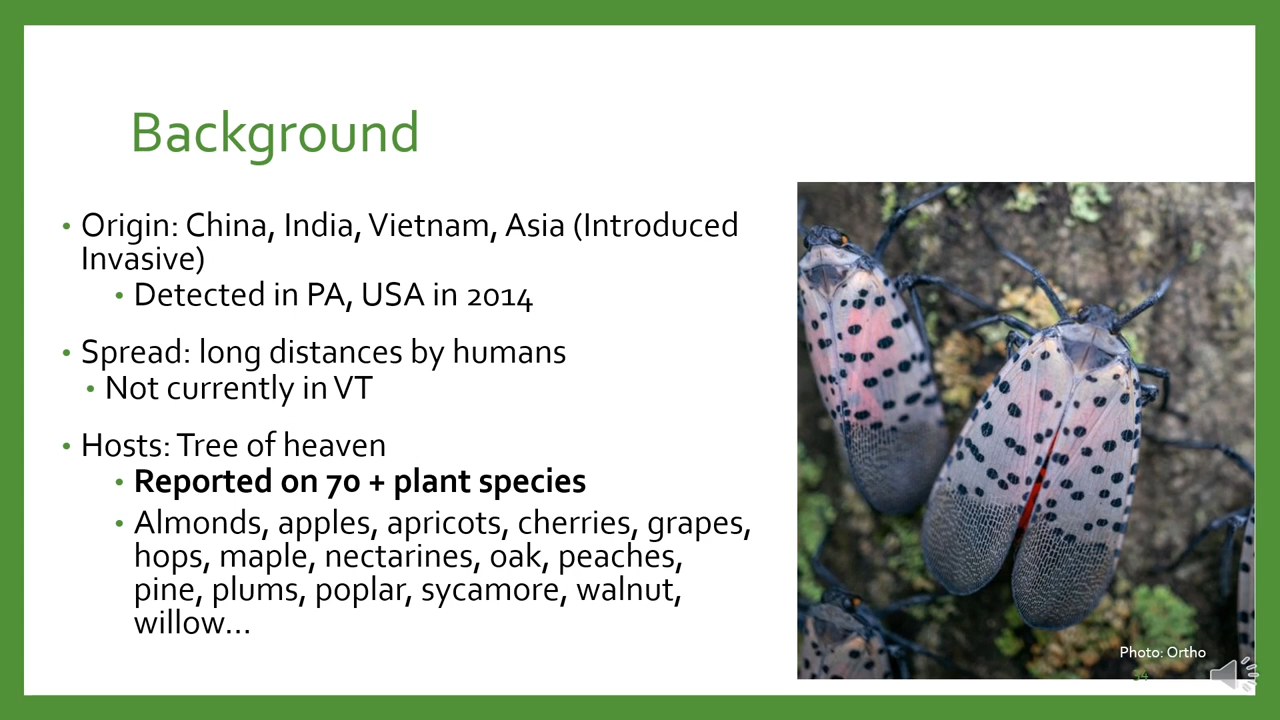 Background
• Origin: China, India, Vietnam, Asia (Introduced
Invasive)
• Detected in PA, USA in 2014
• Spread: long distances by humans
• Not currently in VT
• Hosts: Tree of heaven
• Reported on 70 + plant species
• Almonds, apples, apricots, cherries, grapes,
hops, maple, nectarines, oak, peaches,
pine, plums, poplar, sycamore, walnut,
willow...
Photo: Ortho